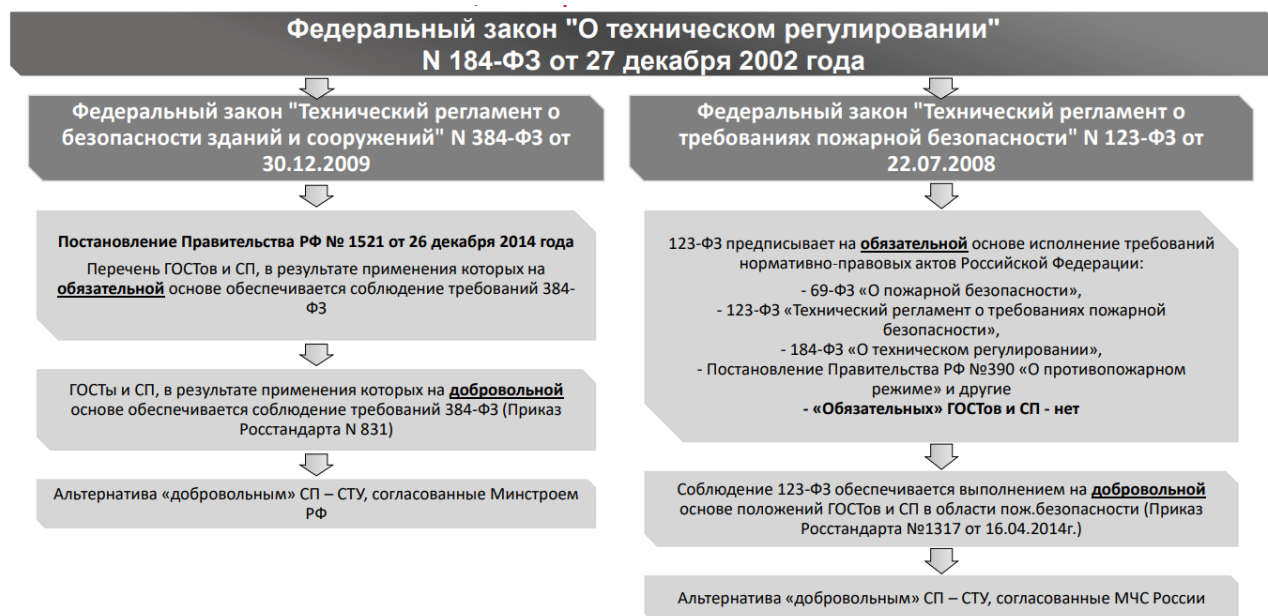 Федеральный закон "О техническом регулировании"
N 184-ФЗ от 27 декабря 2002 года
Федеральный закон "Технический регламент о
безопасности зданий и сооружений" N 384-ФЗ от
30.12.2009
Постановление Правительства РФ № 1521 от 26 декабря 2014 года
Перечень ГОСТов и СП, в результате применения которых на
обязательной основе обеспечивается соблюдение требований 384-
ФЗ
ГОСТы и СП, в результате применения которых на добровольной
основе обеспечивается соблюдение требований 384-ФЗ (Приказ
Росстандарта N 831)
Альтернатива «добровольным» СП – СТУ, согласованные Минстроем
РФ
Федеральный закон "Технический регламент о
требованиях пожарной безопасности" N 123-ФЗ от
22.07.2008
123-ФЗ предписывает на обязательной основе исполнение требований
нормативно-правовых актов Российской Федерации:
- 69-ФЗ «О пожарной безопасности»,
- 123-ФЗ «Технический регламент о требованиях пожарной
безопасности»,
- 184-ФЗ «О техническом регулировании»,
- Постановление Правительства РФ №390 «О противопожарном
режиме» и другие
- «Обязательных» ГОСТов и СП - нет
Соблюдение 123-ФЗ обеспечивается выполнением на добровольной
основе положений ГОСТов и СП в области пож.безопасности (Приказ
Росстандарта №1317 от 16.04.2014г.)
Альтернатива «добровольным» СП – СТУ, согласованные МЧС России